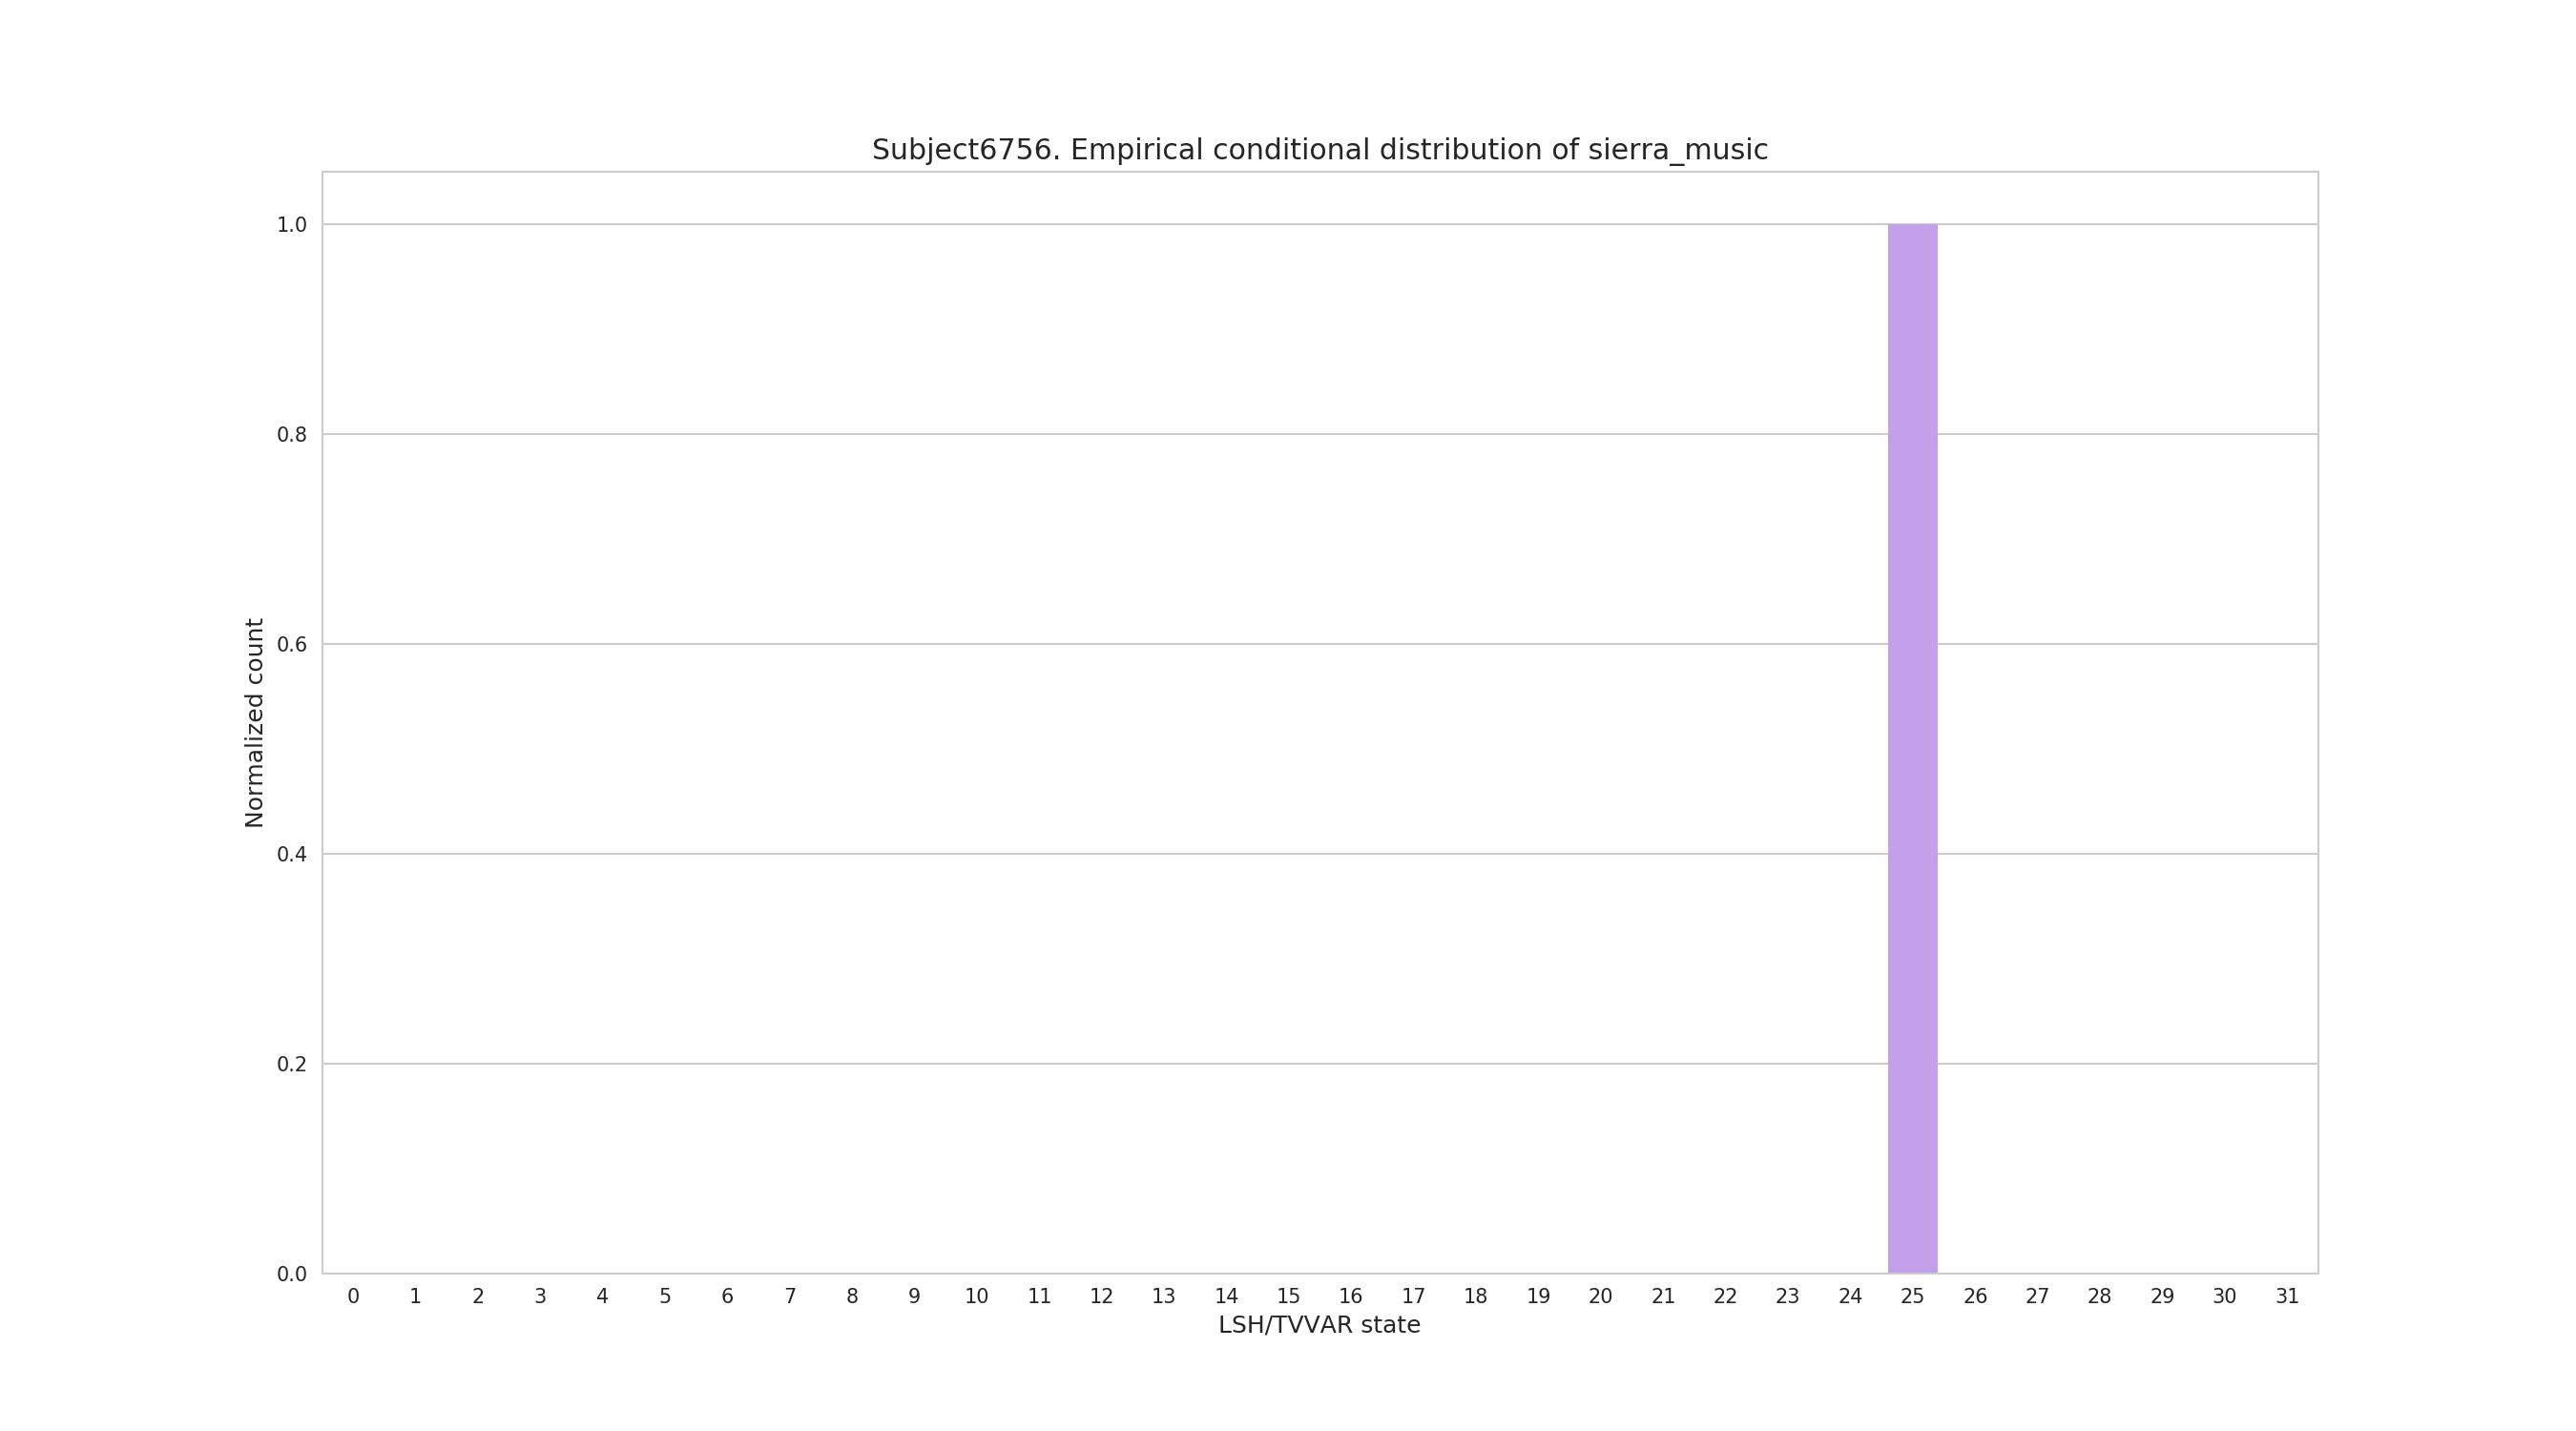 Subject6756. Empirical conditional distribution of sierra_music
1.0
0.8
0.6
0.4
0.2
0.0
Normalized count
0 1 2 3 4 5 6 7 8 9 10 11 12 13 14 15 16 17 18 19 20 21 22 23 24 25 26 27 28 29 30 31
LSH/TVVAR state